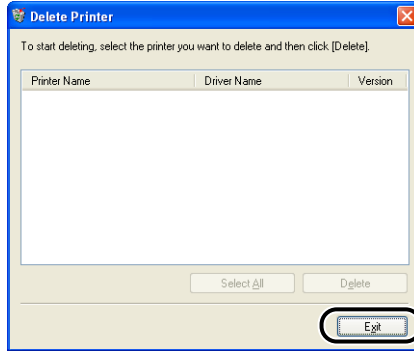 Delete Printer
To start deleting, select the printer you want to delete and then click [Delete].
Printer Name Driver Name Version
Select All Delete
Exit